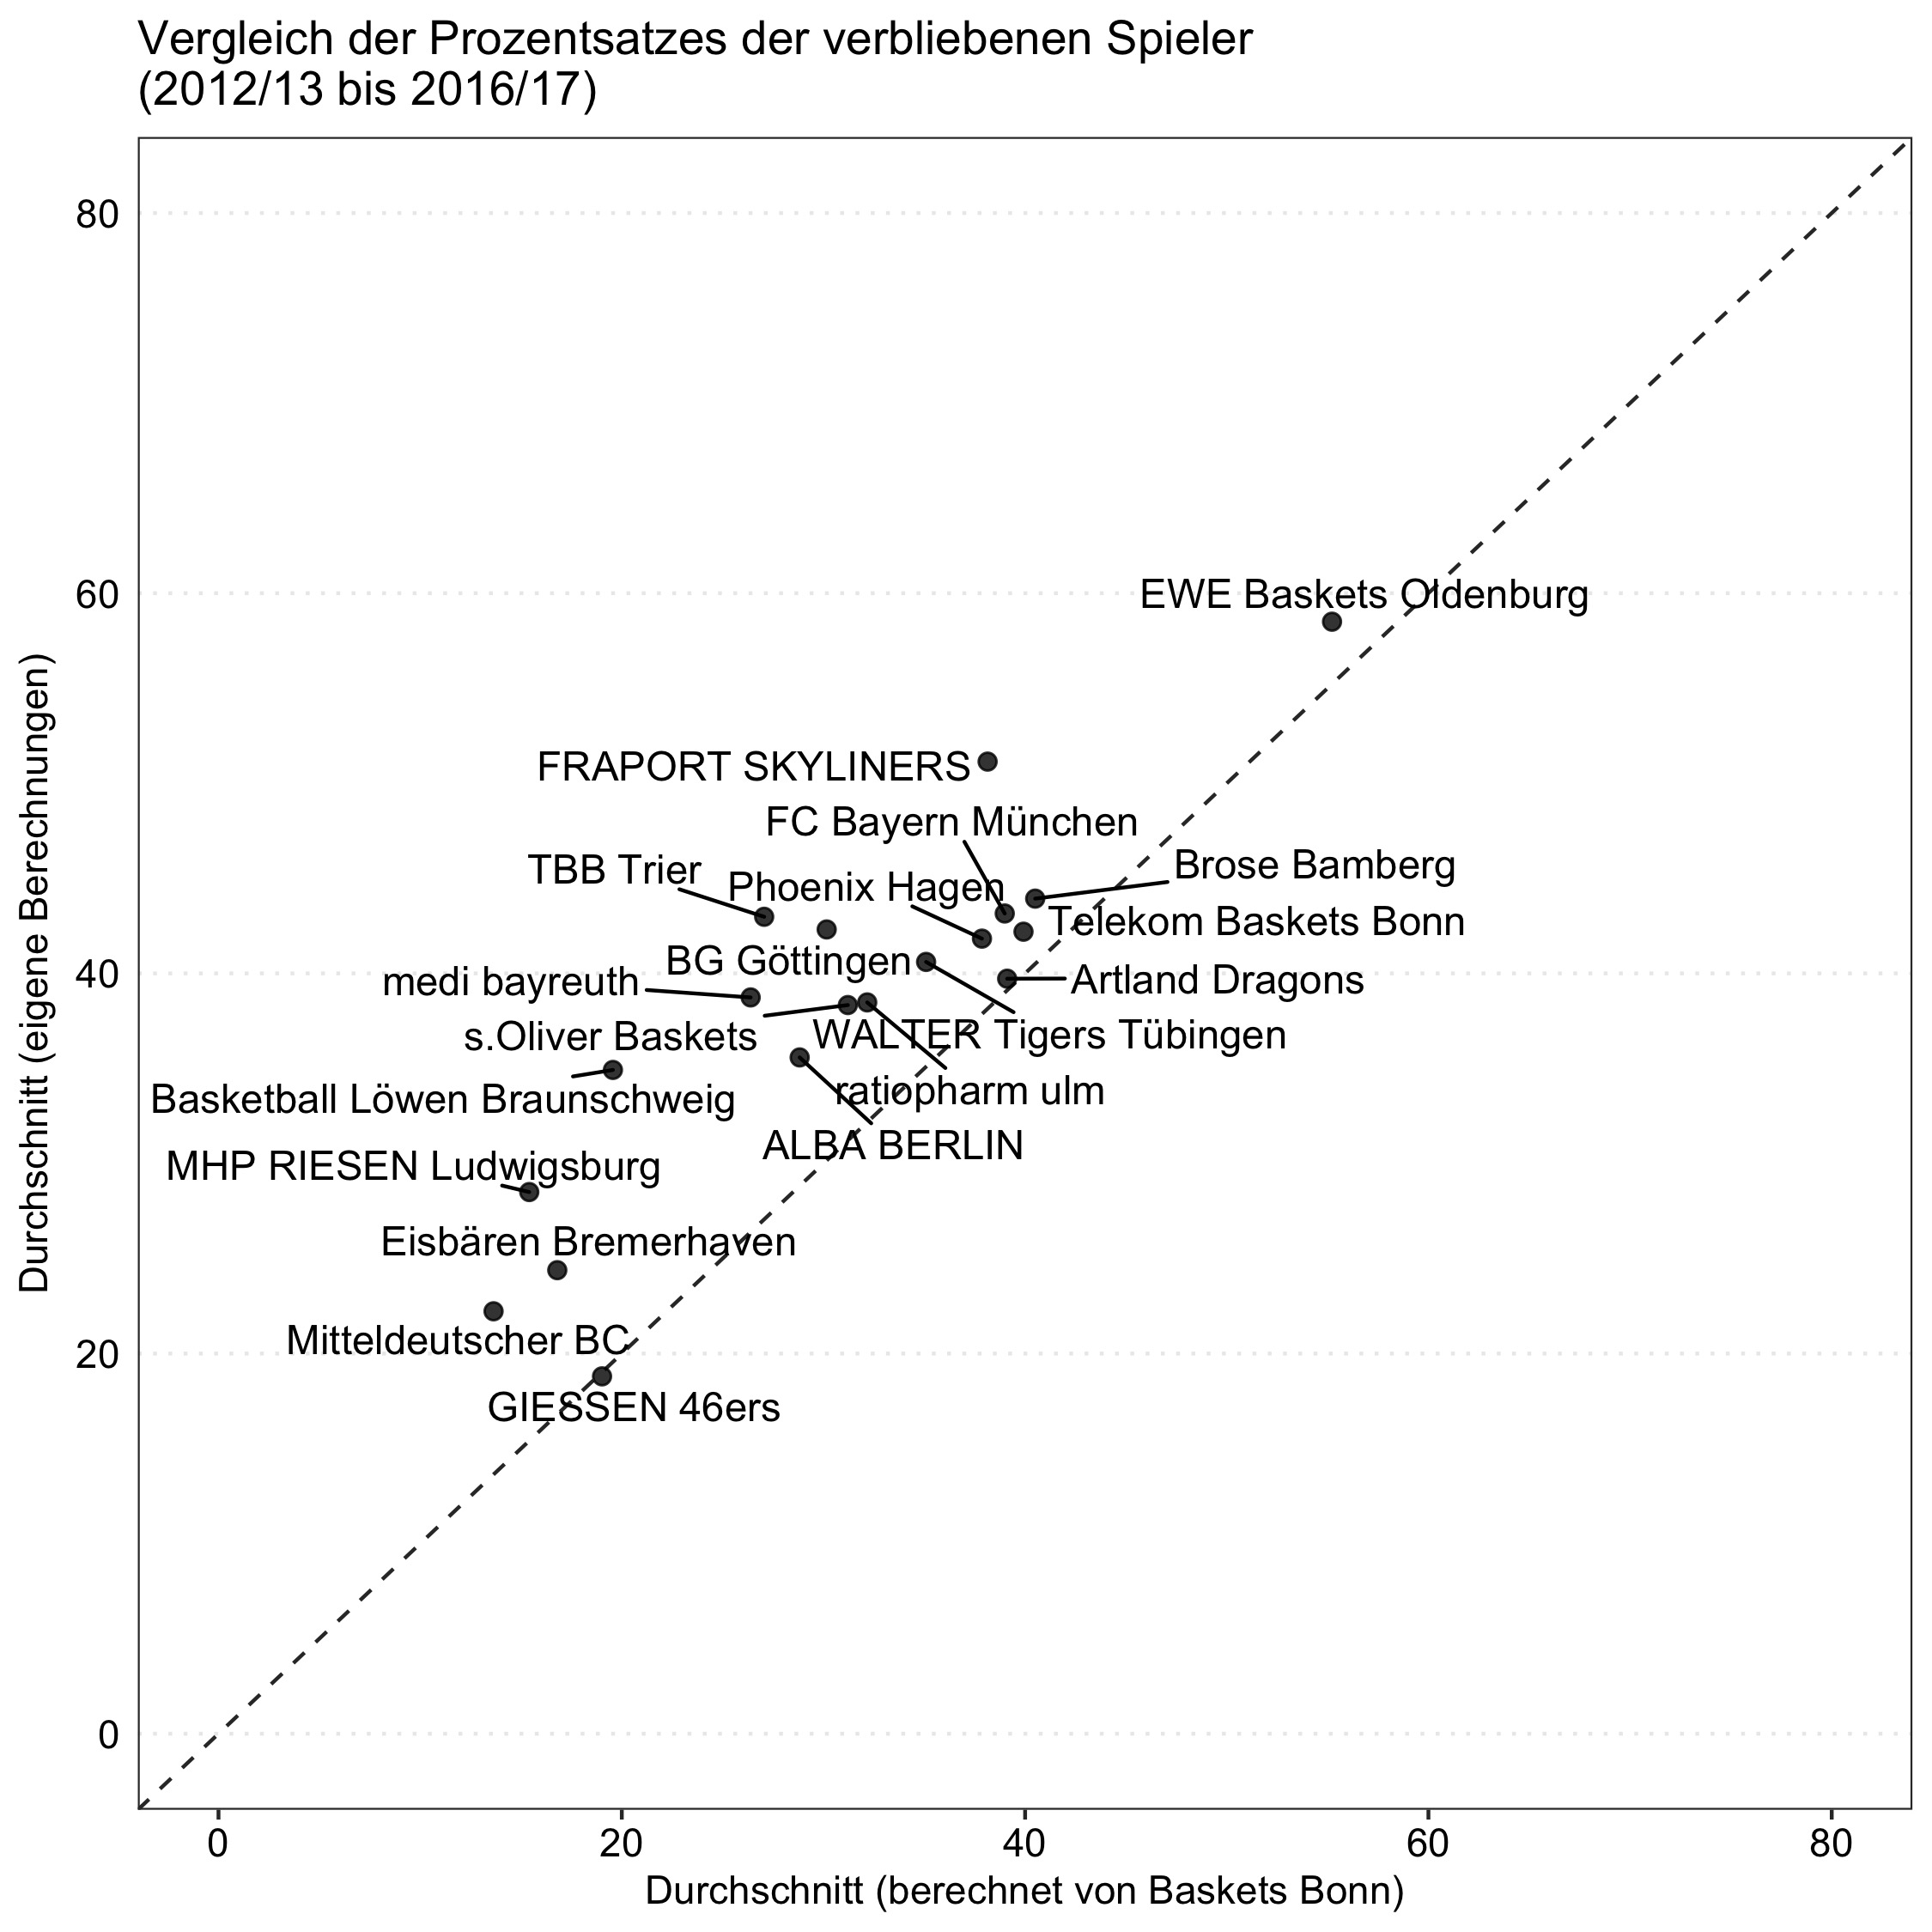 Vergleich der Prozentsatzes der verbliebenen Spieler
(2012/13 bis 2016/17)
80
60
40
20
0
Durchschnitt (eigene Berechnungen)
EWE Baskets Oldenburg
FRAPORT SKYLINERS
FC Bayern München
Brose Bamberg
TBB Trier
Phoenix Hagen
Telekom Baskets Bonn
BG Göttingen
medi bayreuth
Artland Dragons
s.Oliver Baskets
WALTER Tigers Tübingen
ratiopharm ulm
Basketball Löwen Braunschweig
ALBA BERLIN
MHP RIESEN Ludwigsburg
Eisbären Bremerhaven
Mitteldeutscher BC
GIESSEN 46ers
0 20 40 60 80
Durchschnitt (berechnet von Baskets Bonn)